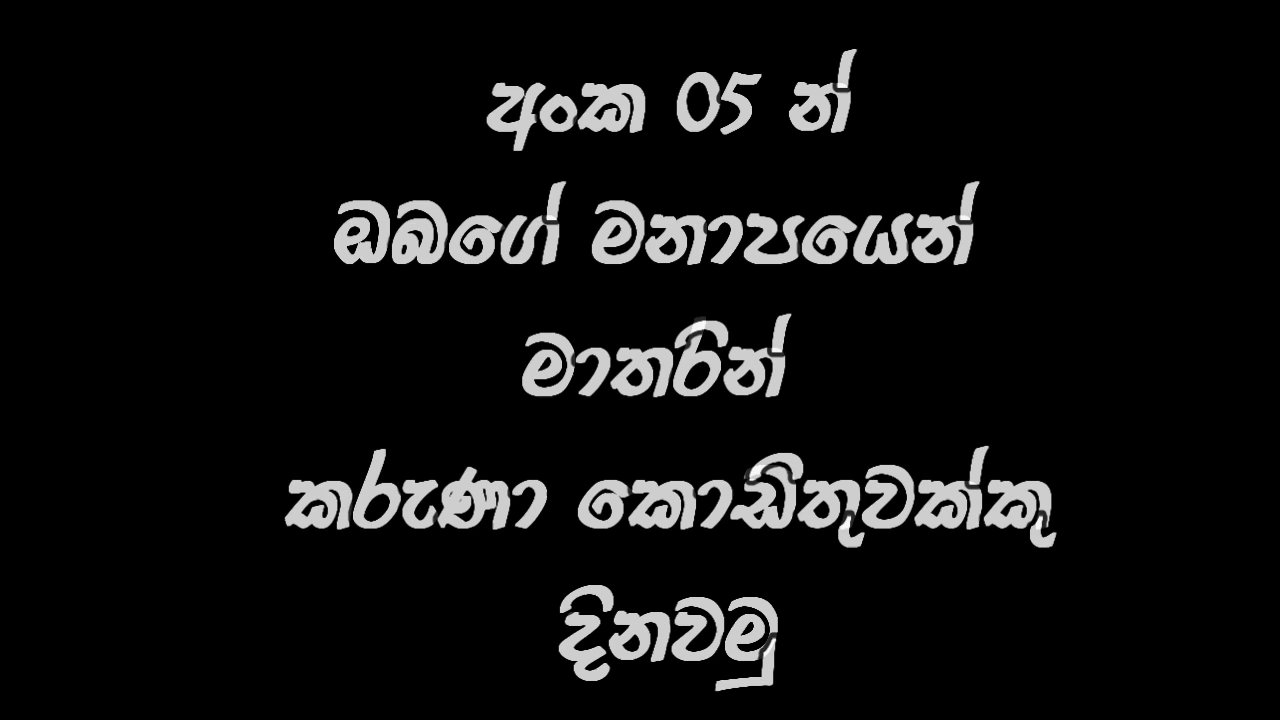 අංක 05 න්
ඔබගේ මනාපයෙන්
මාතරින්
කරුණා කොඩිතුවක්කු
දිනවමු